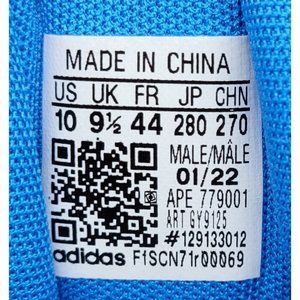 MADE IN CHINA
US UK FR JP CHN
10 9½ 44 280 270
MALE/MÂLE
01/22
APE 779001
ART GY9125
#129133012
adidas F1SCN71r00069